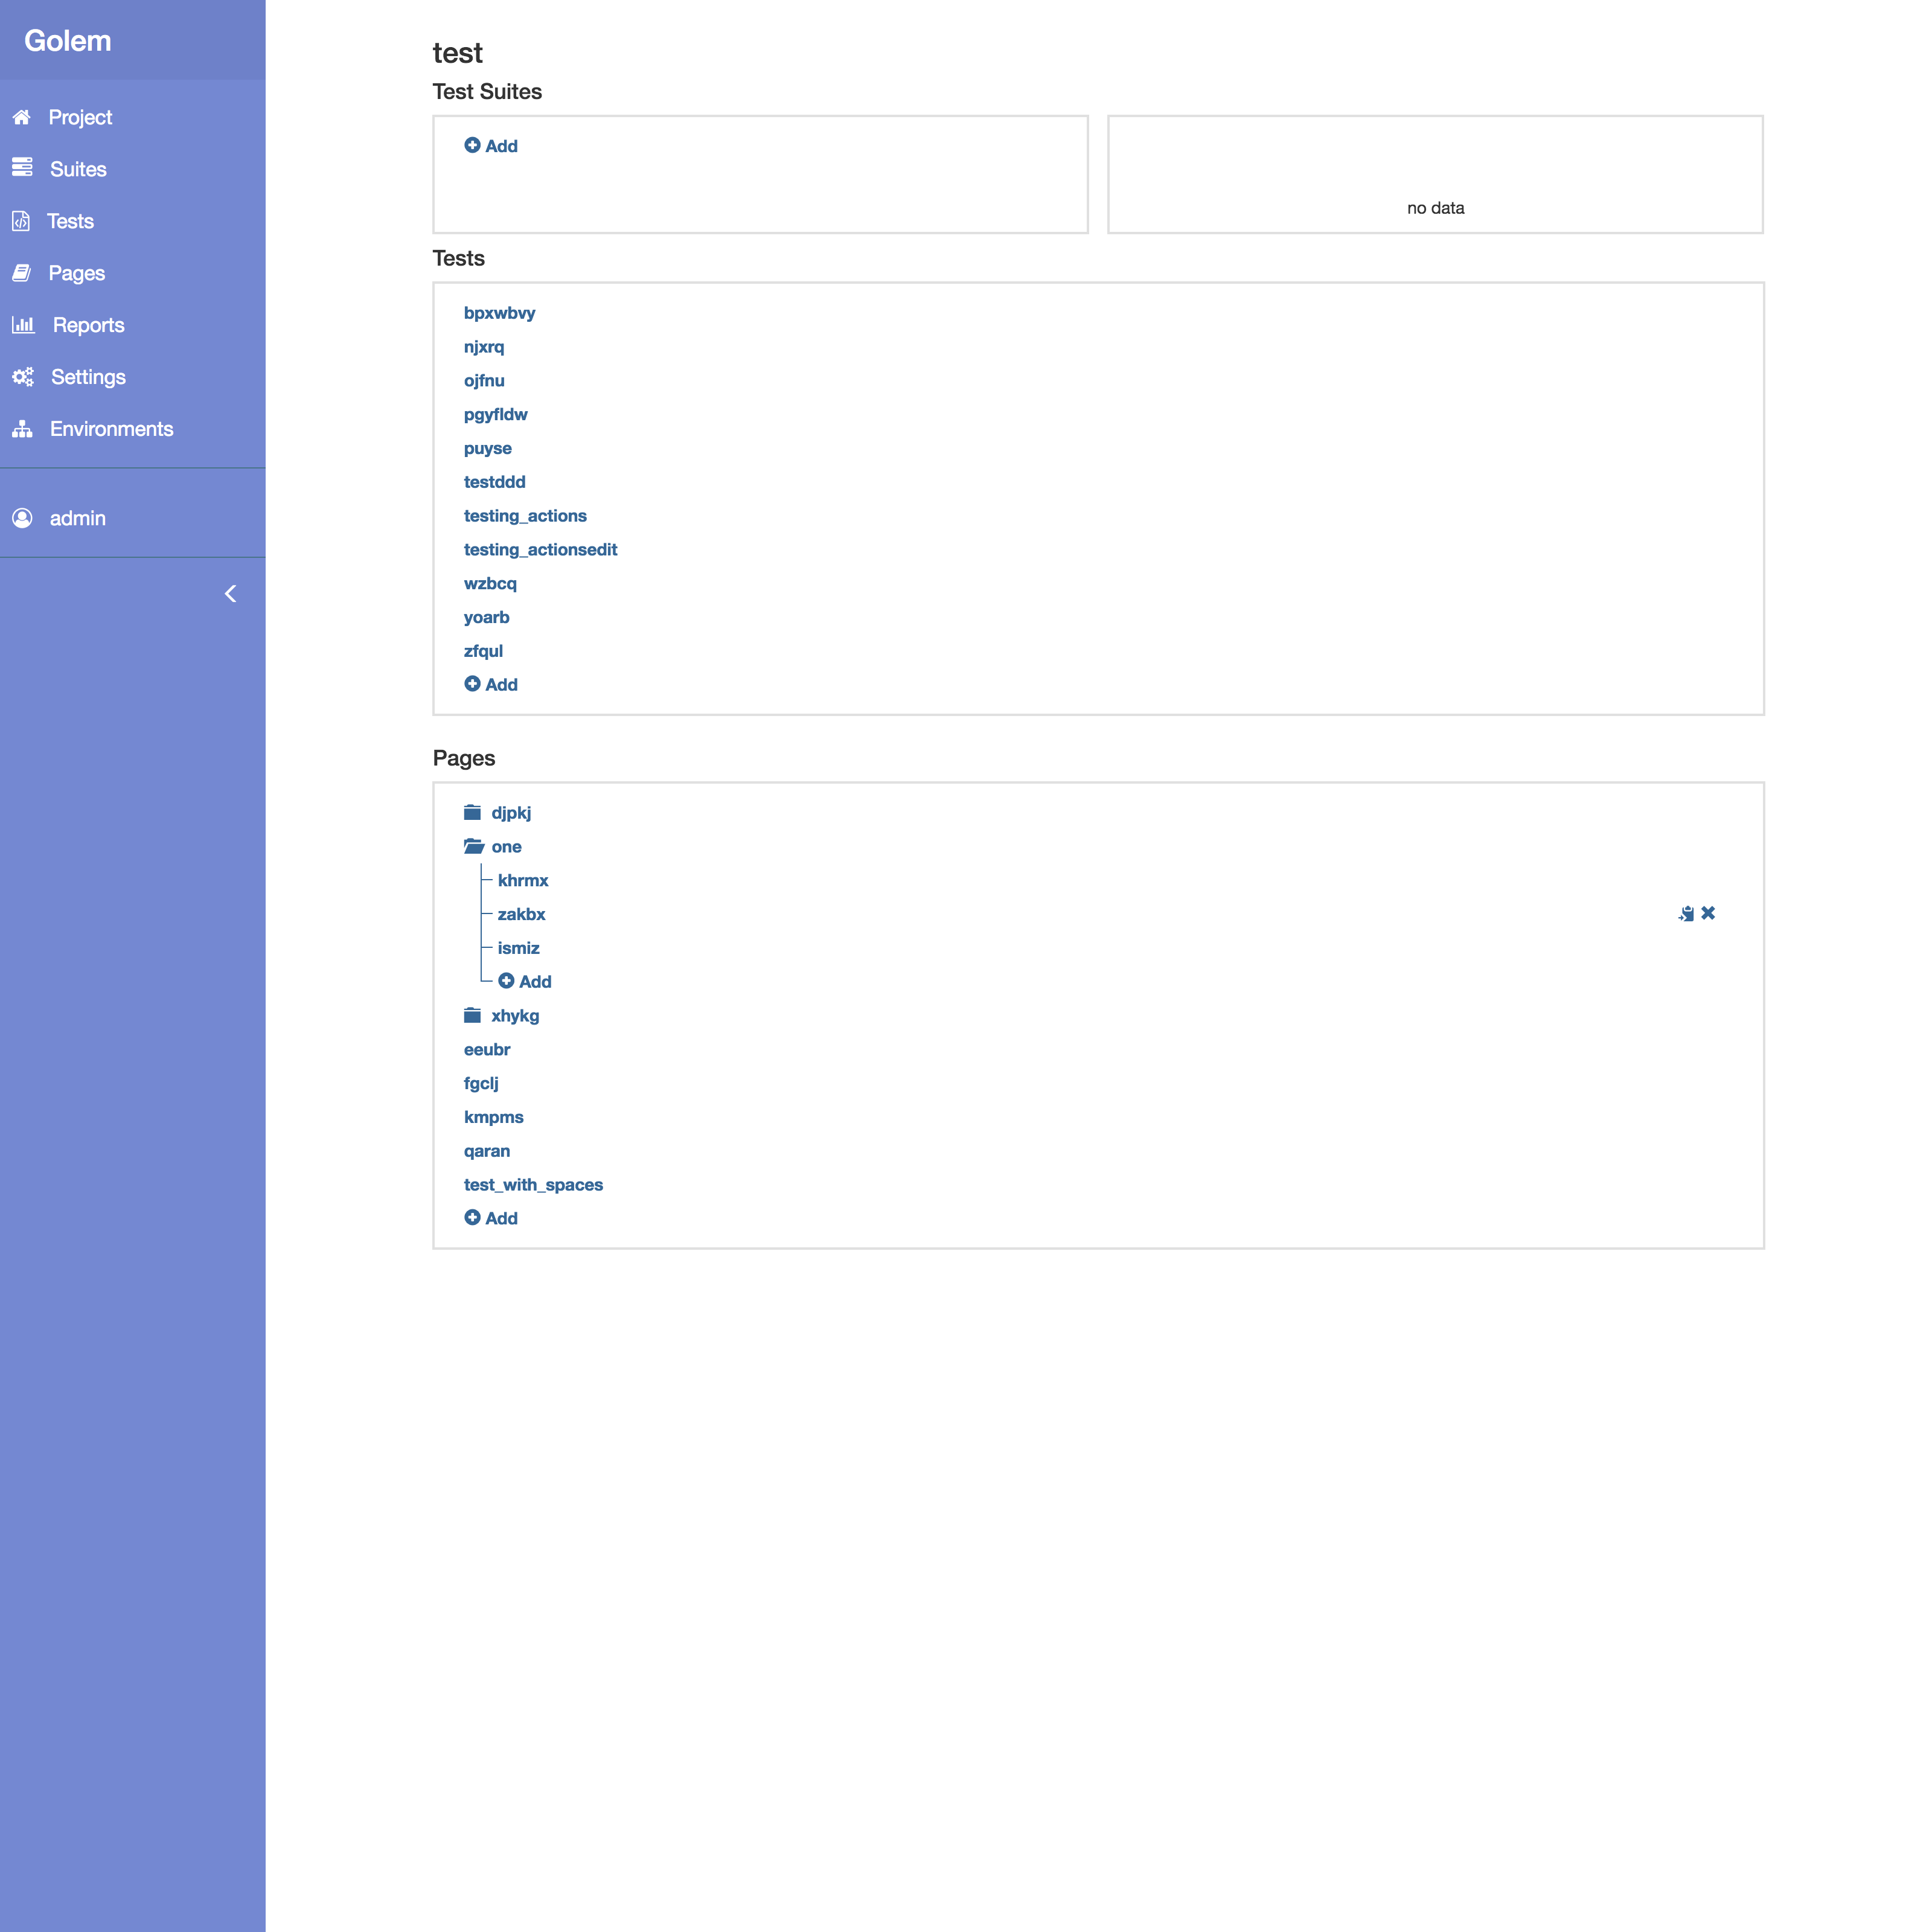 Golem
Project
Suites
Tests
Pages
Reports
Settings
Environments
admin
test
Test Suites
Add
no data
Tests
bpxwbvy
njxrq
ojfnu
pgyfldw
puyse
testddd
testing_actions
testing_actionsedit
wzbcq
yoarb
zfqul
Add
Pages
djpkj
one
khrmx
zakbx
ismiz
Add
xhykg
eeubr
fgclj
kmpms
qaran
test_with_spaces
Add